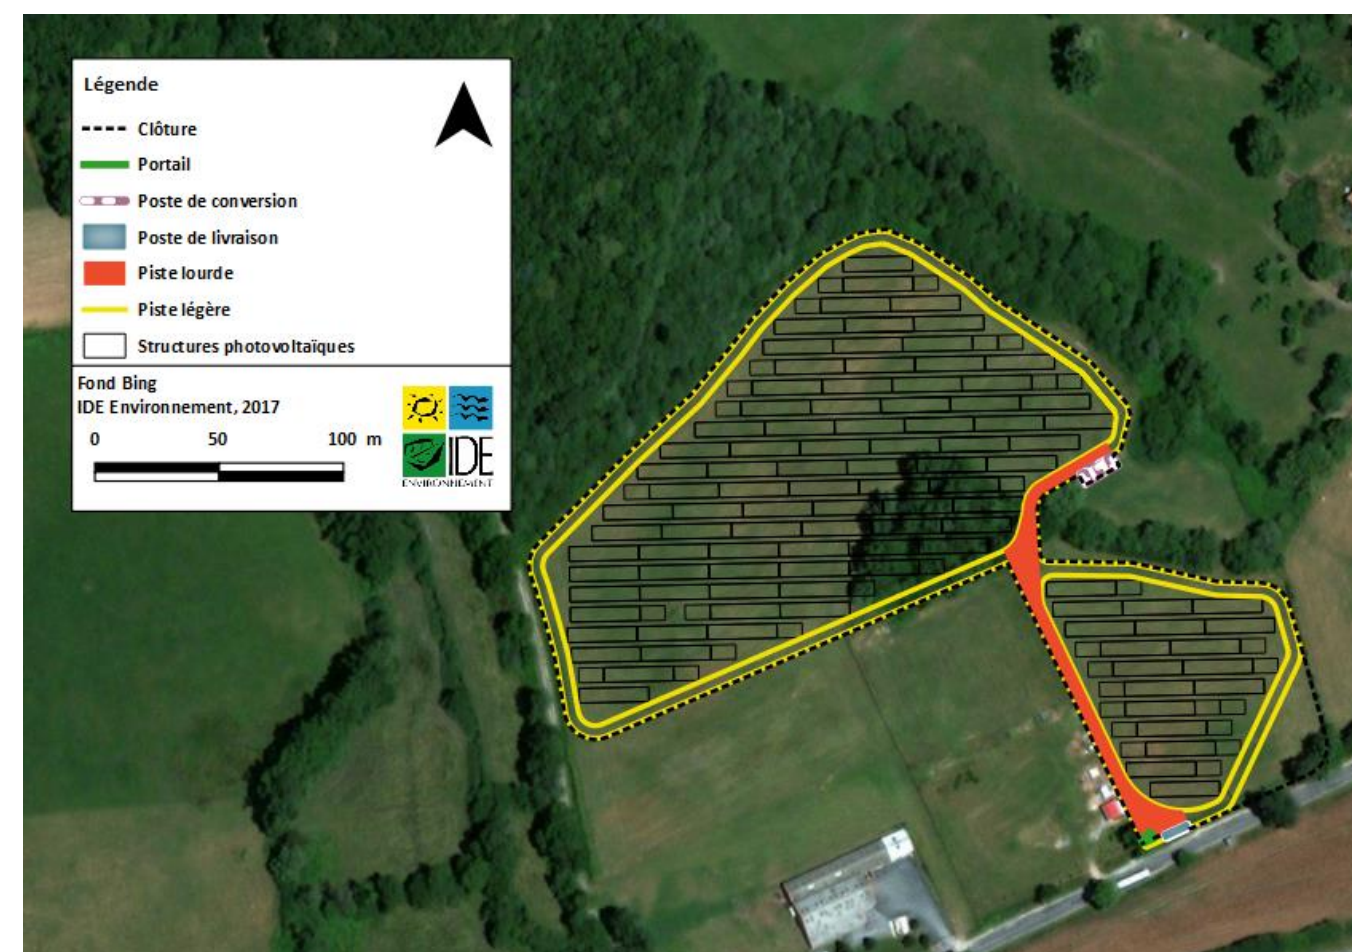 Légende
Clôture
Portail
Poste de conversion
Poste de livraison
Piste lourde
Piste légère
Structures photovoltaïques
Fond Bing
IDE Environnement, 2017
0 50 100 m
IDE
ENVIRONNEMENT